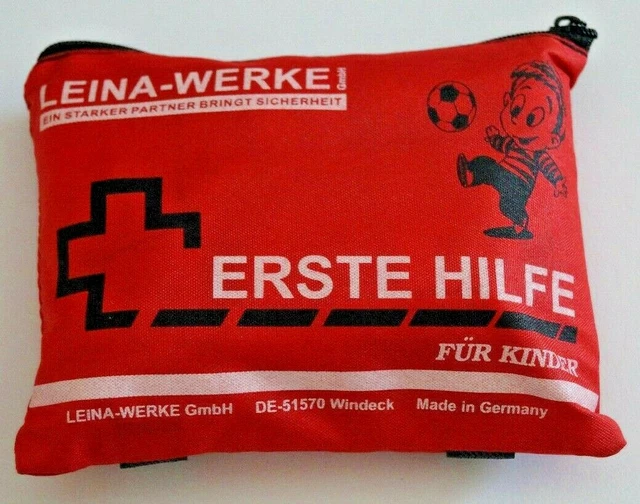 LEINA-WERKE GmbH
EIN STARKER PARTNER BRINGT SICHERHEIT
ERSTE HILFE
FÜR KINDER
LEINA-WERKE GmbH DE-51570 Windeck Made in Germany